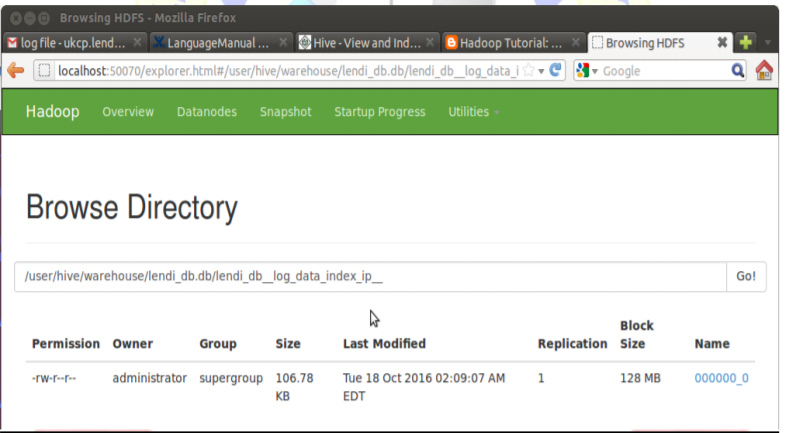 Browsing HDFS - Mozilla Firefox
log file - ukcp.lend... LanguageManual ... Hive - View and Ind... Hadoop Tutorial: ... Browsing HDFS
localhost:50070/explorer.html#/user/hive/warehouse/lendi_db.db/lendi_db__log_data_i Google
Hadoop Overview Datanodes Snapshot Startup Progress Utilities
Browse Directory
/user/hive/warehouse/lendi_db.db/lendi_db__log_data_index_ip__ Go!
Permission Owner Group Size Last Modified Replication Block Size Name
-rw-r--r-- administrator supergroup 106.78 KB Tue 18 Oct 2016 02:09:07 AM EDT 1 128 MB 000000_0